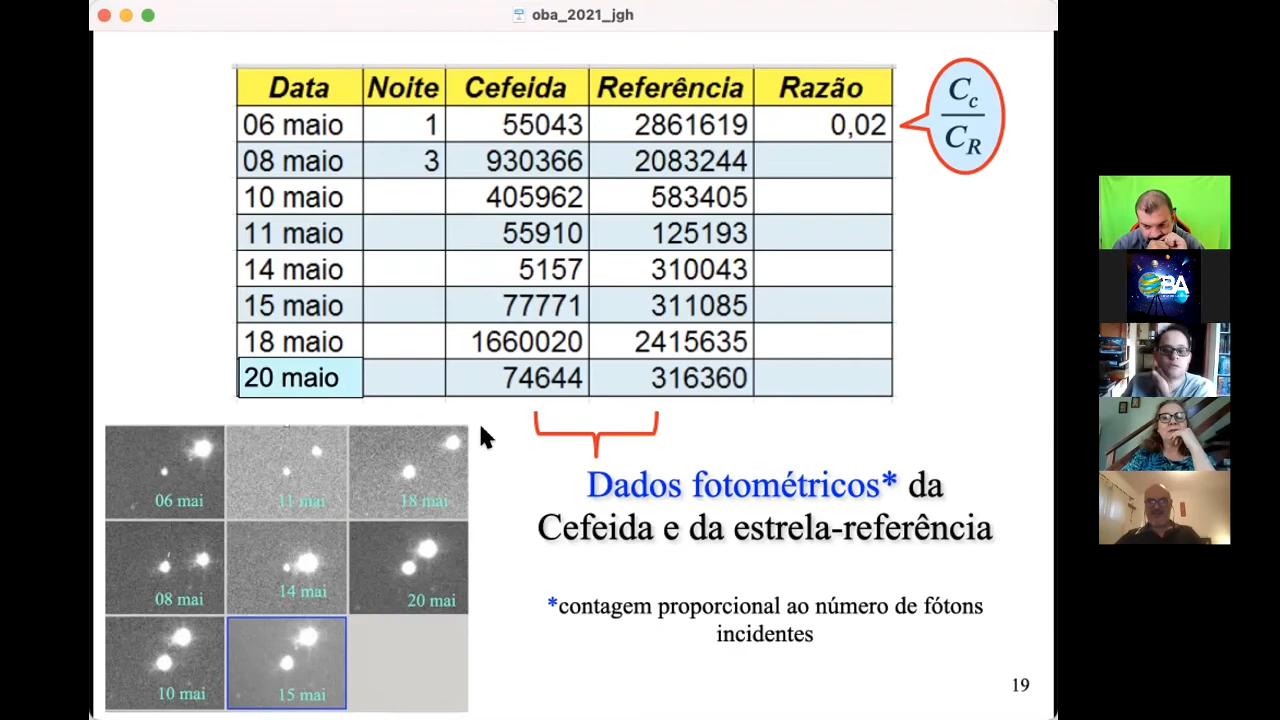 oba_2021_jgh
Data Noite Cefeida Referência Razão
06 maio 1 55043 2861619 0,02
08 maio 3 930366 2083244
10 maio 405962 583405
11 maio 55910 125193
14 maio 5157 310043
15 maio 77771 311085
18 maio 1660020 2415635
20 maio 74644 316360
C_c
C_R
OBA
06 mai 11 mai 18 mai
08 mai 14 mai 20 mai
10 mai 15 mai
Dados fotométricos* da
Cefeida e da estrela-referência
*contagem proporcional ao número de fótons
incidentes
19